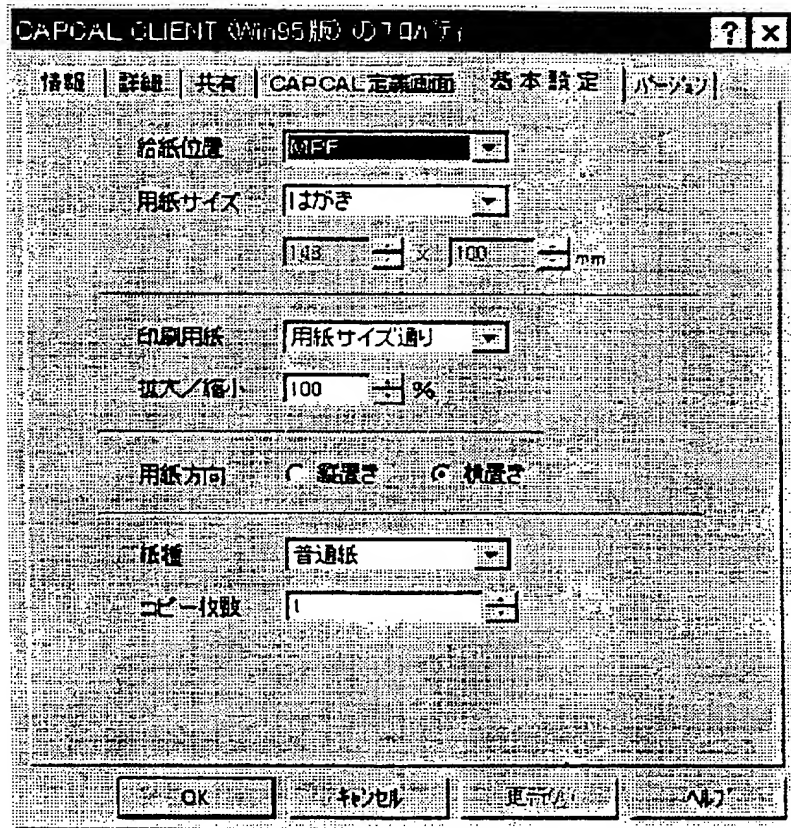 CAPCAL CLIENT (Win95版) のプロパティ
情報 詳細 共有 CAPCAL定義画面 基本設定 バージョン
給紙位置 MPF
用紙サイズ はがき
148 × 100 mm
印刷用紙 用紙サイズ通り
拡大/縮小 100 %
用紙方向 縦置き 横置き
紙種 普通紙
コピー枚数 1
OK キャンセル 更新(A) ヘルプ